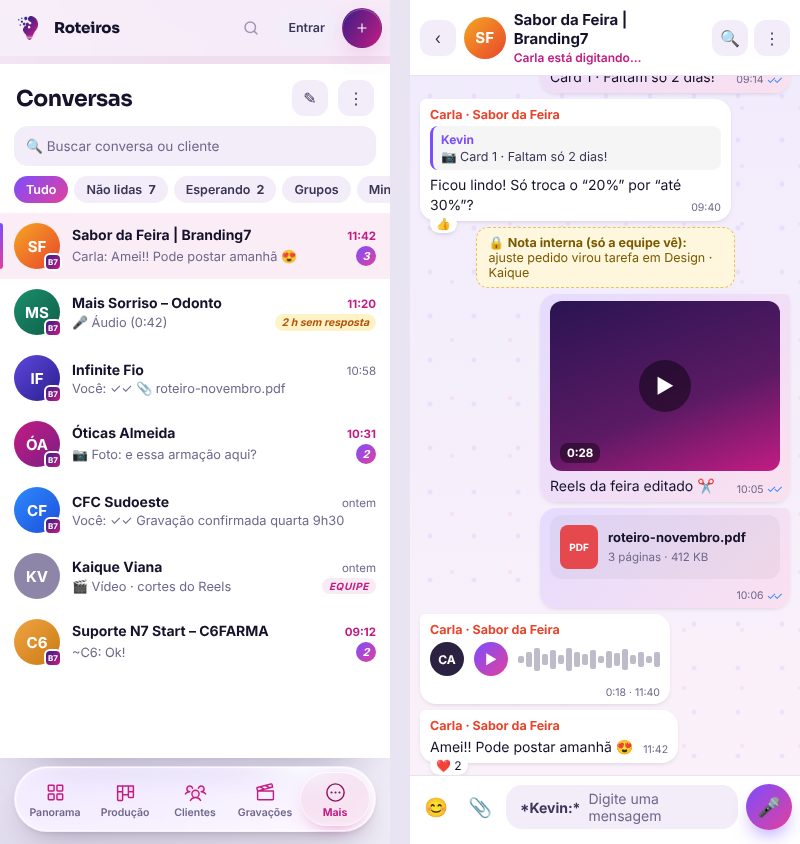 Roteiros
Entrar
+
Conversas
Buscar conversa ou cliente
Tudo
Não lidas 7
Esperando 2
Grupos
Min
SF
B7
Sabor da Feira | Branding7
11:42
Carla: Amei!! Pode postar amanhã 😍
3
MS
B7
Mais Sorriso – Odonto
11:20
🎤 Áudio (0:42)
2 h sem resposta
IF
B7
Infinite Fio
10:58
Você: ✓✓ 📎 roteiro-novembro.pdf
ÓA
B7
Óticas Almeida
10:31
📷 Foto: e essa armação aqui?
2
CF
B7
CFC Sudoeste
ontem
Você: ✓✓ Gravação confirmada quarta 9h30
KV
Kaique Viana
ontem
🎬 Vídeo · cortes do Reels
EQUIPE
C6
B7
Suporte N7 Start – C6FARMA
09:12
~C6: Ok!
2
Panorama
Produção
Clientes
Gravações
Mais
SF
Sabor da Feira |
Branding7
Carla está digitando...
Card 1 · Faltam só 2 dias!
09:14
Carla · Sabor da Feira
Kevin
📷 Card 1 · Faltam só 2 dias!
Ficou lindo! Só troca o “20%” por “até
30%”?
09:40
👍
🔒 Nota interna (só a equipe vê):
ajuste pedido virou tarefa em Design ·
Kaique
0:28
Reels da feira editado ✂️
10:05
PDF
roteiro-novembro.pdf
3 páginas · 412 KB
10:06
Carla · Sabor da Feira
CA
0:18 · 11:40
Carla · Sabor da Feira
Amei!! Pode postar amanhã 😍
11:42
❤️ 2
*Kevin:*
Digite uma
mensagem